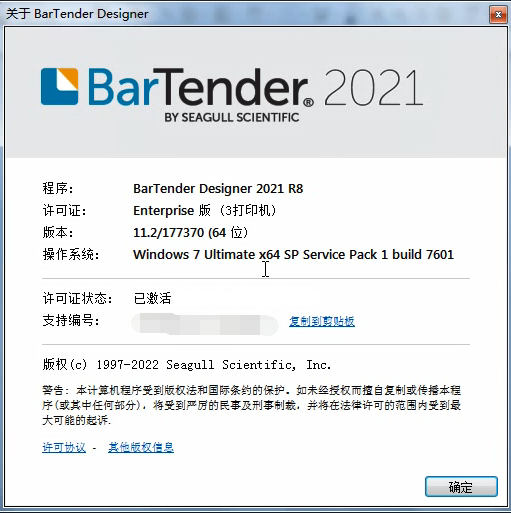 关于 BarTender Designer
BarTender® 2021
BY SEAGULL SCIENTIFIC
程序: BarTender Designer 2021 R8
许可证: Enterprise 版 (3打印机)
版本: 11.2/177370 (64 位)
操作系统: Windows 7 Ultimate x64 SP Service Pack 1 build 7601
许可证状态: 已激活
支持编号: 复制到剪贴板
版权(c) 1997-2022 Seagull Scientific, Inc.
警告: 本计算机程序受到版权法和国际条约的保护。如未经授权而擅自复制或传播本程
序(或其中任何部分)，将受到严厉的民事及刑事制裁，并将在法律许可的范围内受到最
大可能的起诉.
许可协议 - 其他版权信息
确定